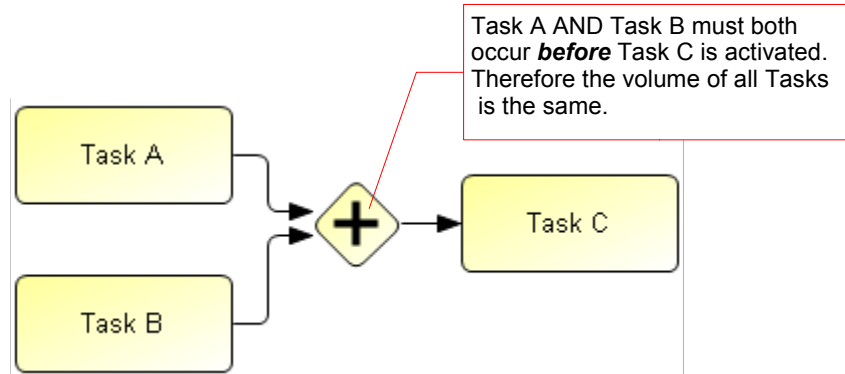 Task A AND Task B must both
occur before Task C is activated.
Therefore the volume of all Tasks
is the same.
Task A
Task C
Task B